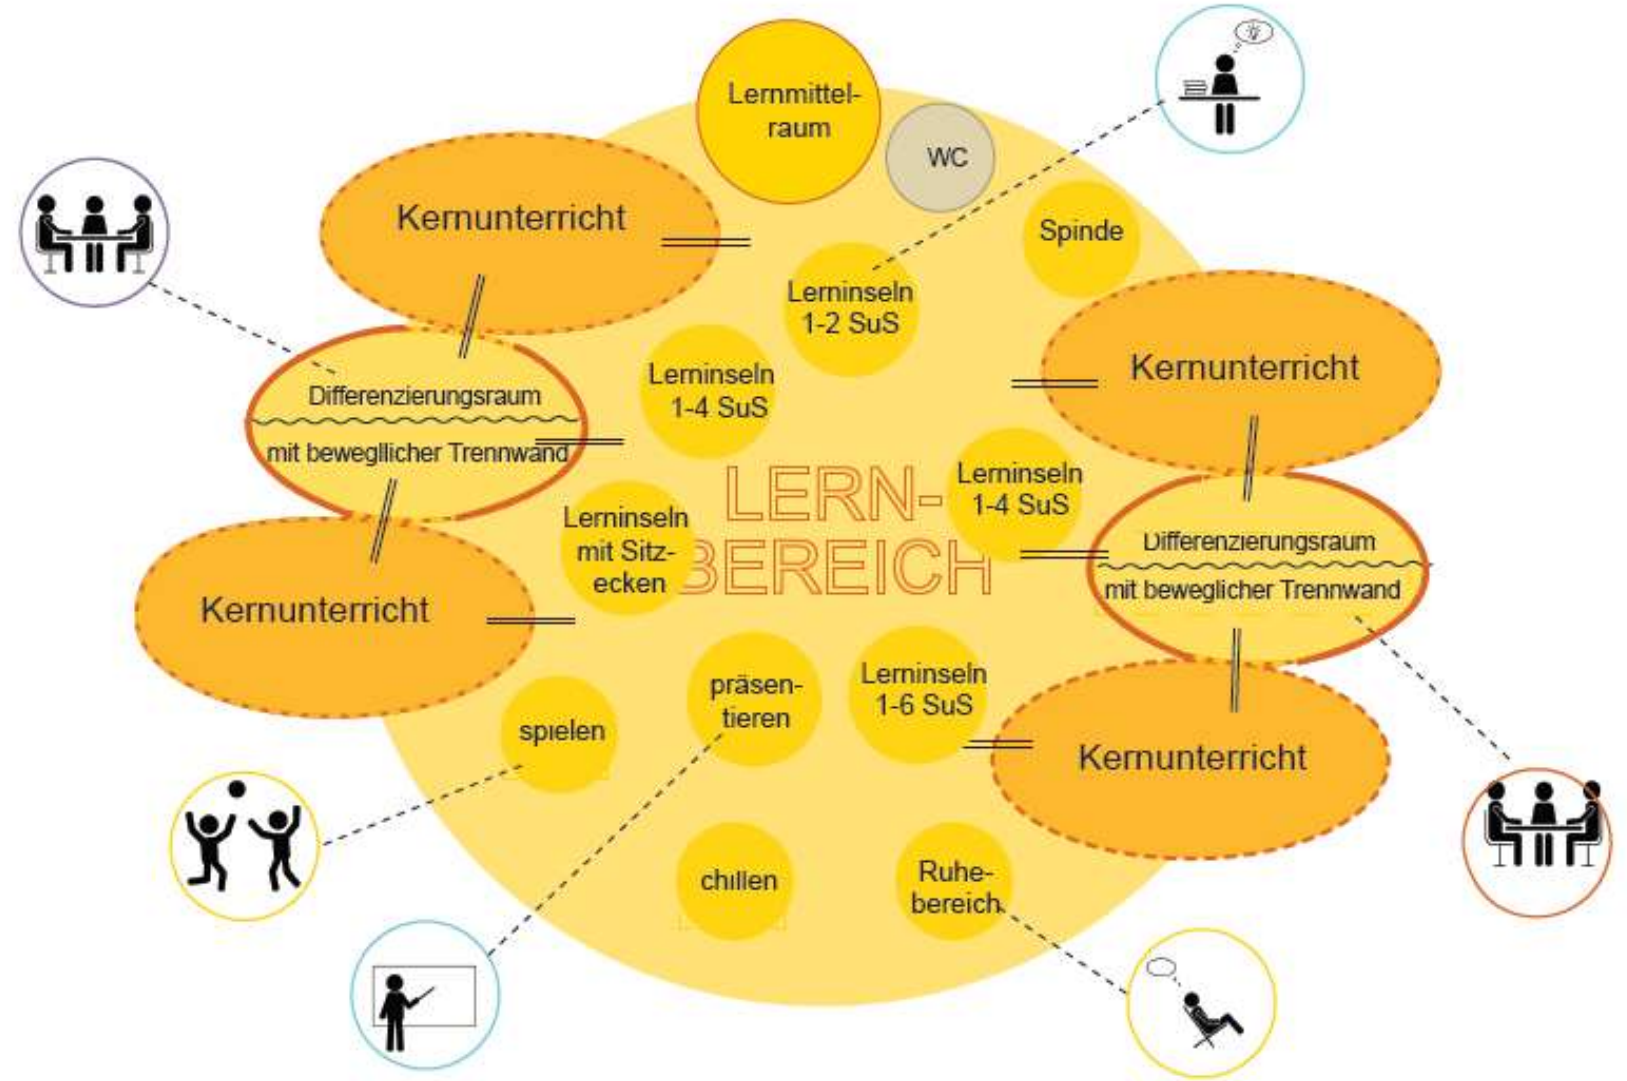 Lernmittel-
raum
WC
Kernunterricht
Spinde
Lerninseln
1-2 SuS
Kernunterricht
Lerninseln
1-4 SuS
Differenzierungsraum
mit bewegllicher Trennwand
LERN-
BEREICH
Lerninseln
1-4 SuS
Lerninseln
mit Sitz-
ecken
Differenzierungsraum
mit beweglicher Trennwand
Kernunterricht
präsen-
tieren
Lerninseln
1-6 SuS
spielen
Kernunterricht
chillen
Ruhe-
bereich